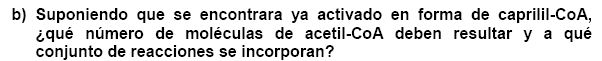 b) Suponiendo que se encontrara ya activado en forma de caprilil-CoA,
¿qué número de moléculas de acetil-CoA deben resultar y a qué
conjunto de reacciones se incorporan?